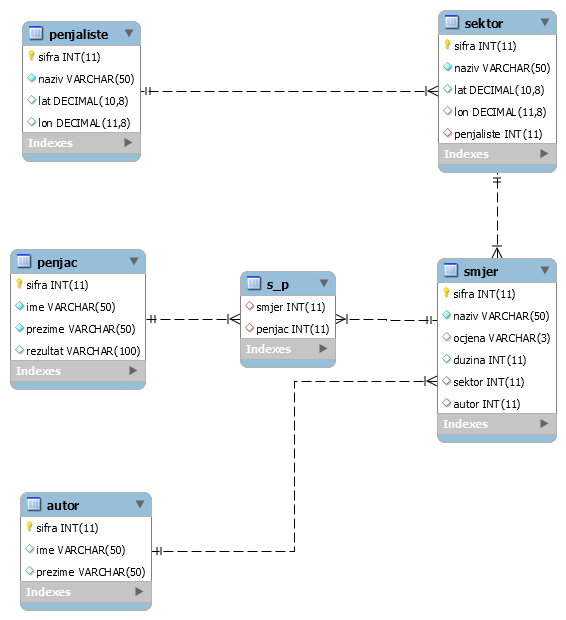 penjaliste
sifra INT(11)
naziv VARCHAR(50)
lat DECIMAL(10,8)
lon DECIMAL(11,8)
Indexes
sektor
sifra INT(11)
naziv VARCHAR(50)
lat DECIMAL(10,8)
lon DECIMAL(11,8)
penjaliste INT(11)
Indexes
penjac
sifra INT(11)
ime VARCHAR(50)
prezime VARCHAR(50)
rezultat VARCHAR(100)
Indexes
s_p
smjer INT(11)
penjac INT(11)
Indexes
smjer
sifra INT(11)
naziv VARCHAR(50)
ocjena VARCHAR(3)
duzina INT(11)
sektor INT(11)
autor INT(11)
Indexes
autor
sifra INT(11)
ime VARCHAR(50)
prezime VARCHAR(50)
Indexes